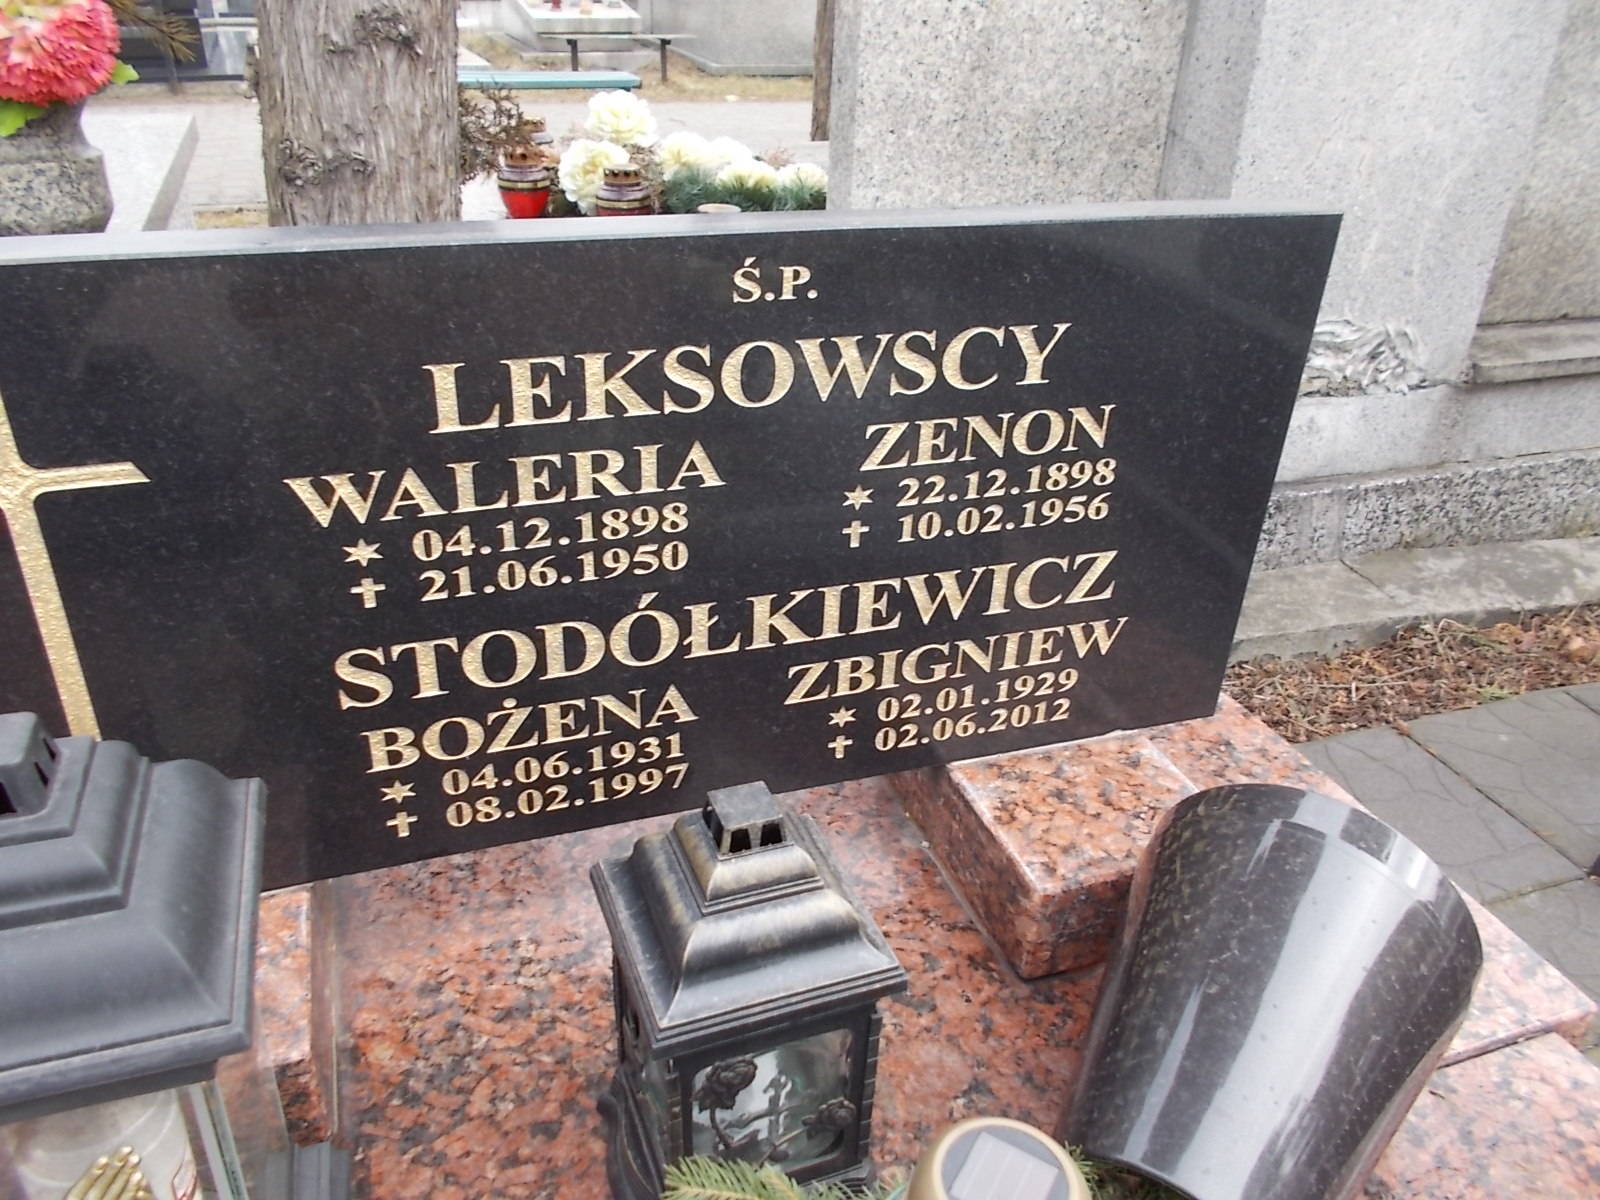 Ś.P.
LEKSOWSCY
WALERIA ZENON
* 04.12.1898 * 22.12.1898
✝ 21.06.1950 ✝ 10.02.1956
STODÓŁKIEWICZ
BOŻENA ZBIGNIEW
* 04.06.1931 * 02.01.1929
✝ 08.02.1997 ✝ 02.06.2012